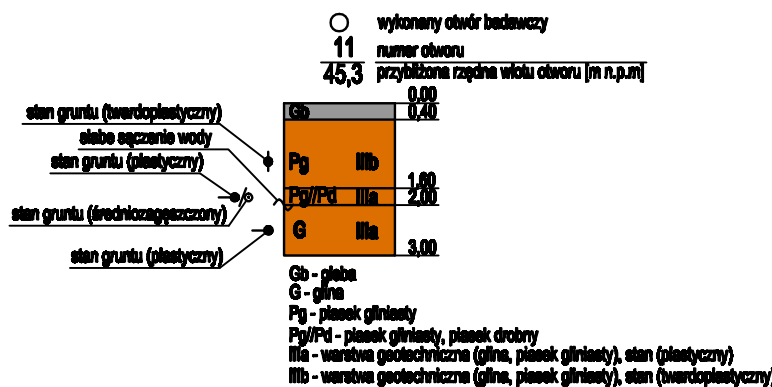 wykonany otwór badawczy
11 numer otworu
45,3 przybliżona rzędna wlotu otworu [m n.p.m]
0,00
stan gruntu (twardoplastyczny) Gb 0,40
słabe sączenie wody
stan gruntu (plastyczny) Pg IIIb
1,60
Pg//Pd IIIa 2,00
stan gruntu (średniozagęszczony)
G IIIa
stan gruntu (plastyczny) 3,00
Gb - gleba
G - glina
Pg - piasek gliniasty
Pg//Pd - piasek gliniasty, piasek drobny
IIIa - warstwa geotechniczna (glina, piasek gliniasty), stan (plastyczny)
IIIb - warstwa geotechniczna (glina, piasek gliniasty), stan (twardoplastyczny)